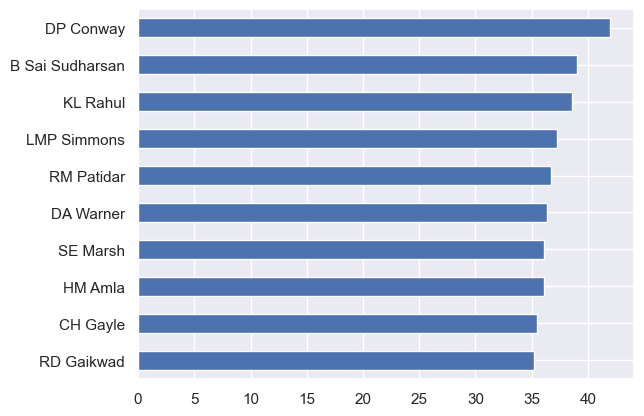 DP Conway
B Sai Sudharsan
KL Rahul
LMP Simmons
RM Patidar
DA Warner
SE Marsh
HM Amla
CH Gayle
RD Gaikwad
0 5 10 15 20 25 30 35 40